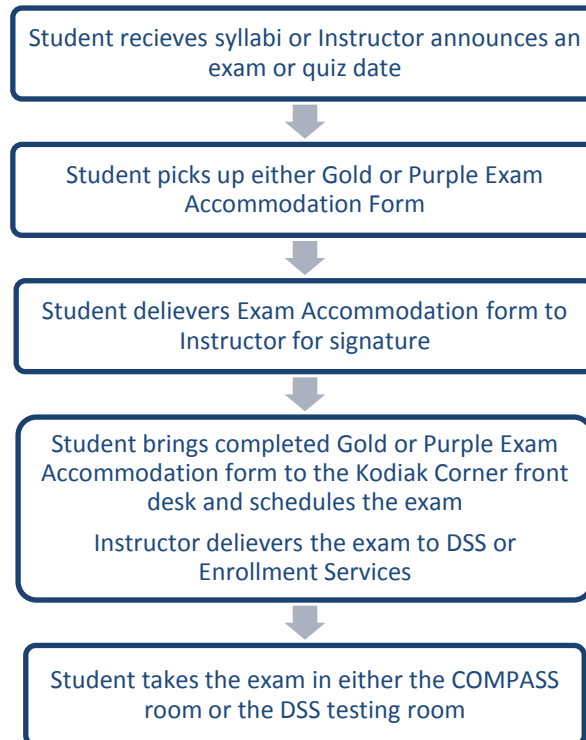 Student recieves syllabi or Instructor announces an
exam or quiz date
Student picks up either Gold or Purple Exam
Accommodation Form
Student delievers Exam Accommodation form to
Instructor for signature
Student brings completed Gold or Purple Exam
Accommodation form to the Kodiak Corner front
desk and schedules the exam
Instructor delievers the exam to DSS or
Enrollment Services
Student takes the exam in either the COMPASS
room or the DSS testing room